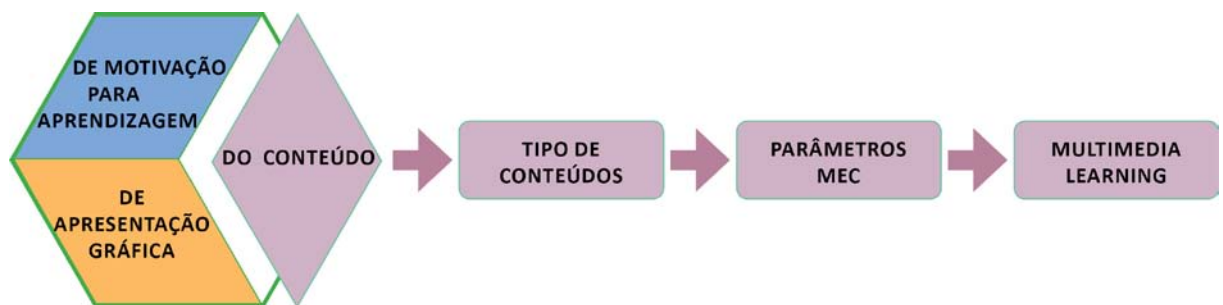 DE MOTIVAÇÃO
PARA
APRENDIZAGEM
DE
APRESENTAÇÃO
GRÁFICA
DO CONTEÚDO
TIPO DE
CONTEÚDOS
PARÂMETROS
MEC
MULTIMEDIA
LEARNING